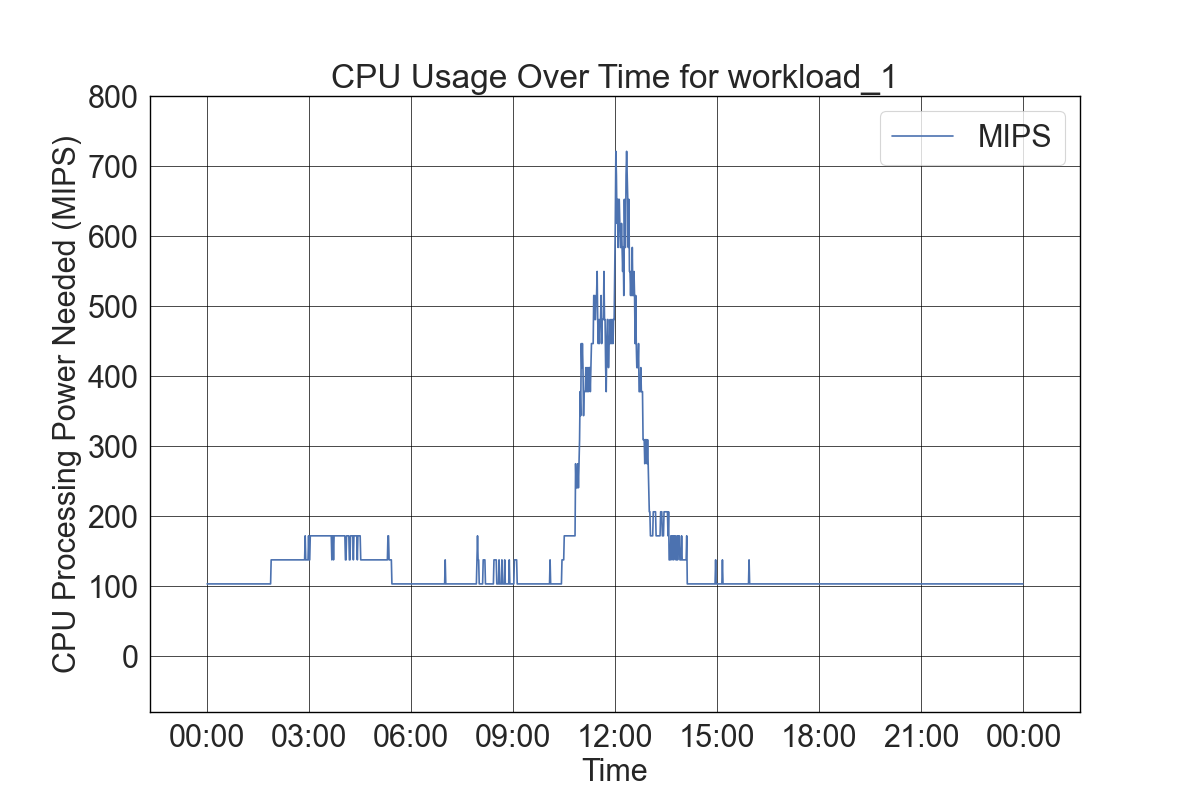 CPU Usage Over Time for workload_1
MIPS
CPU Processing Power Needed (MIPS)
800
700
600
500
400
300
200
100
0
00:00 03:00 06:00 09:00 12:00 15:00 18:00 21:00 00:00
Time